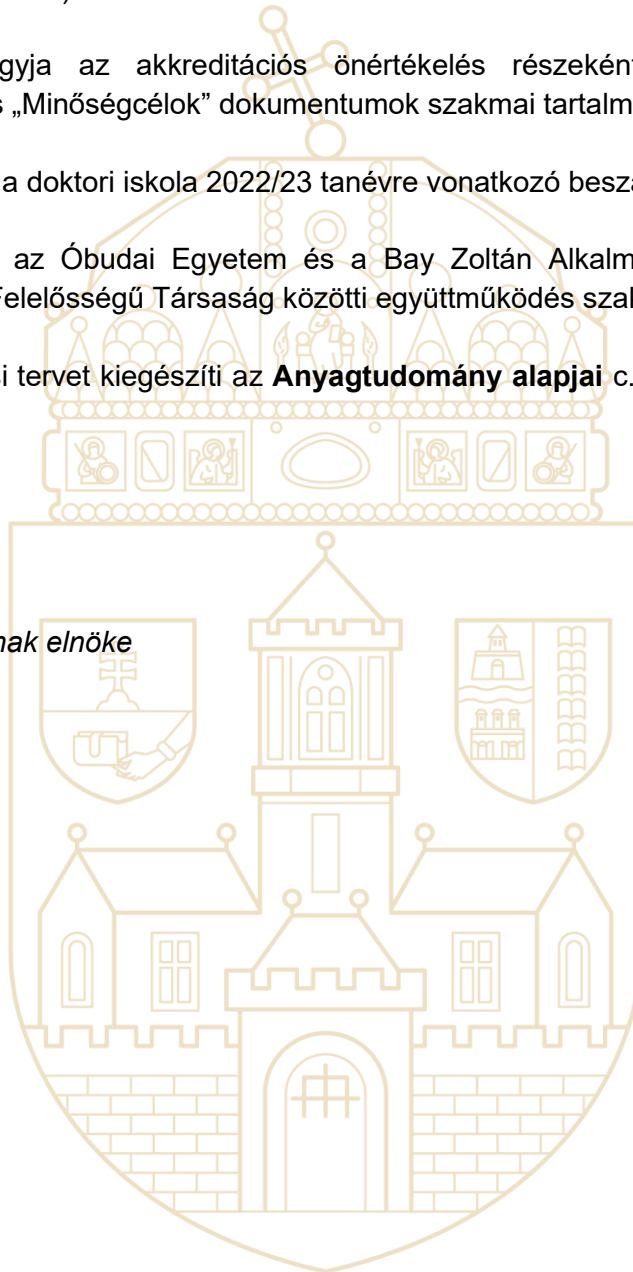 gyja az akkreditációs önértékelés részeként
s „Minőségcélok” dokumentumok szakmai tartalm
a doktori iskola 2022/23 tanévre vonatkozó besza
az Óbudai Egyetem és a Bay Zoltán Alkalm
Felelősségű Társaság közötti együttműködés szal
si tervet kiegészíti az Anyagtudomány alapjai c.
nak elnöke